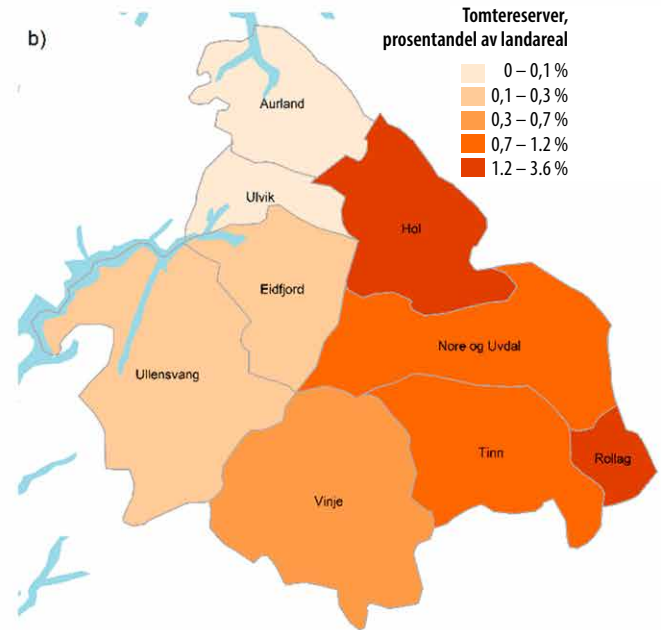 b)
Tomtereserver,
prosentandel av landareal
0 – 0,1 %
0,1 – 0,3 %
0,3 – 0,7 %
0,7 – 1.2 %
1.2 – 3.6 %
Aurland
Ulvik
Hol
Eidfjord
Nore og Uvdal
Ullensvang
Tinn
Rollag
Vinje